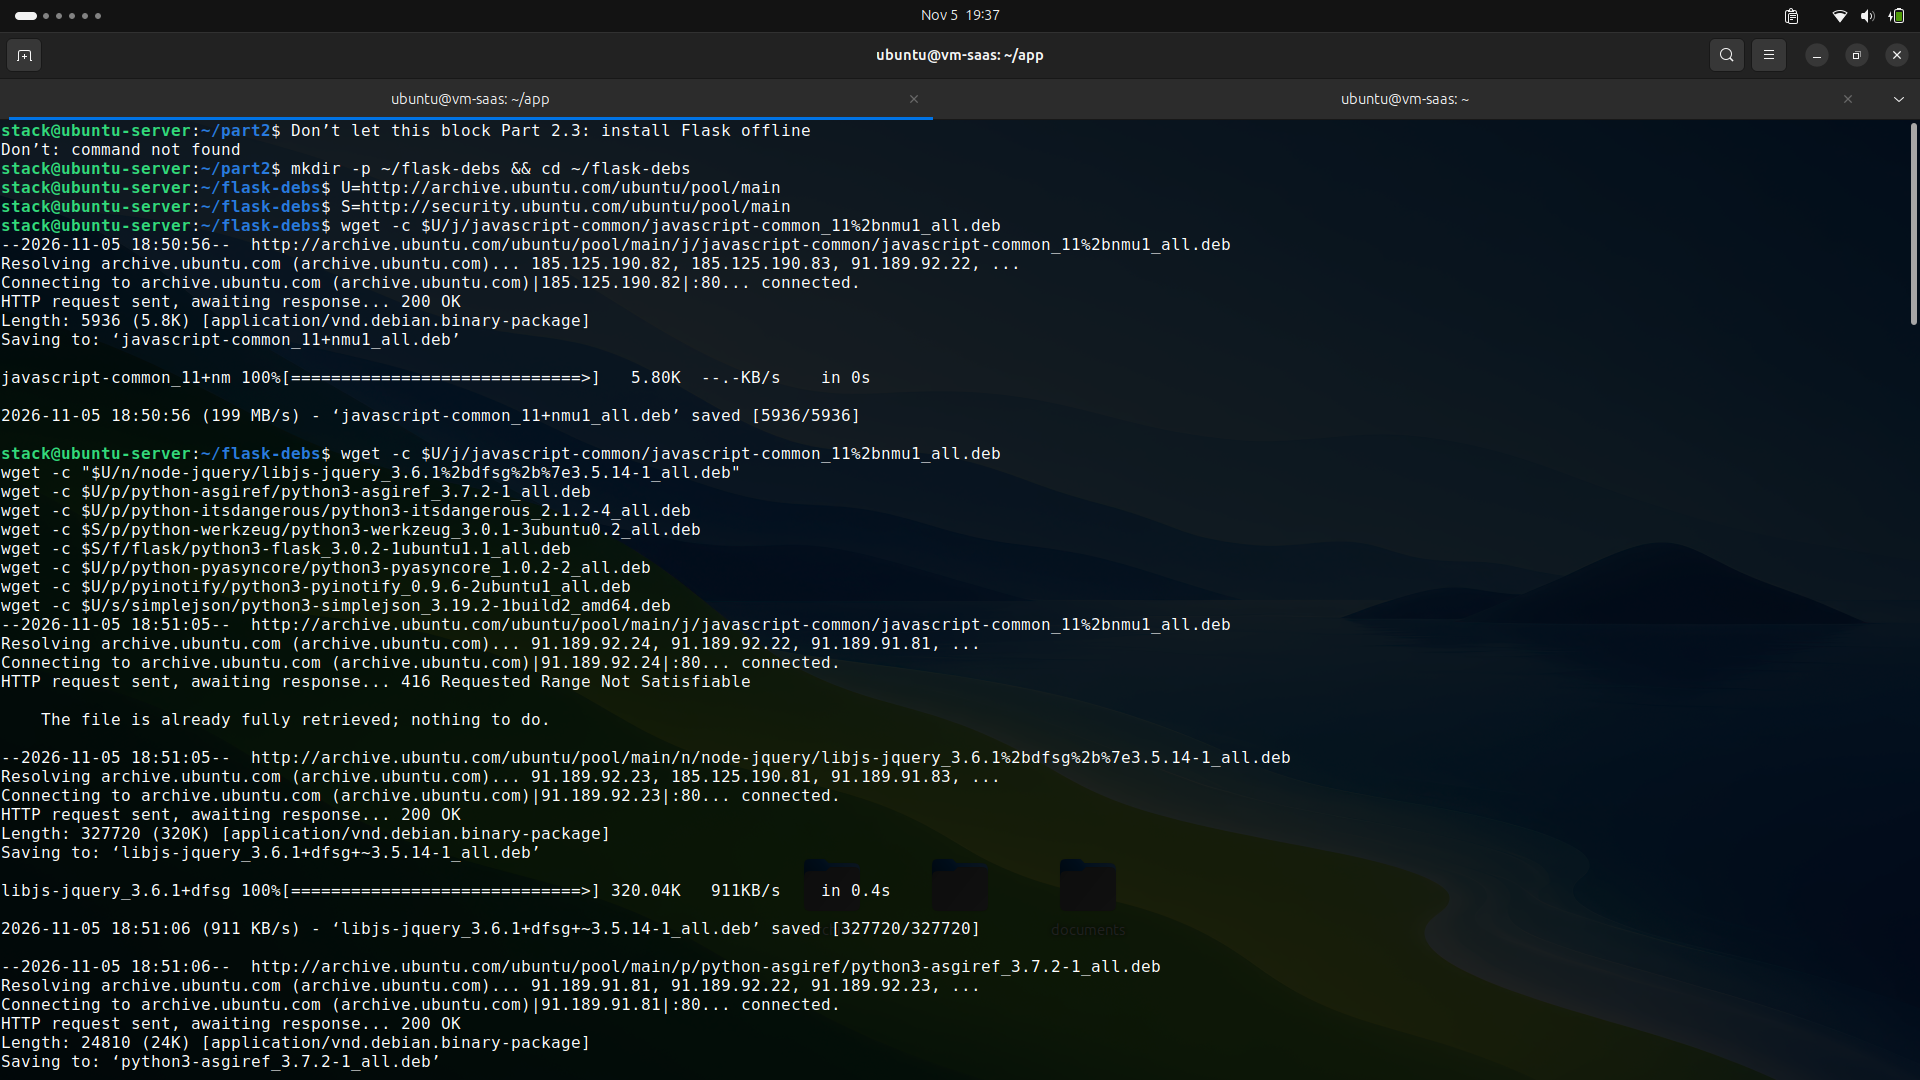 Nov 5 19:37
ubuntu@vm-saas: ~/app
ubuntu@vm-saas: ~/app
ubuntu@vm-saas: ~
stack@ubuntu-server:~/part2$ Don’t let this block Part 2.3: install Flask offline
Don’t: command not found
stack@ubuntu-server:~/part2$ mkdir -p ~/flask-debs && cd ~/flask-debs
stack@ubuntu-server:~/flask-debs$ U=http://archive.ubuntu.com/ubuntu/pool/main
stack@ubuntu-server:~/flask-debs$ S=http://security.ubuntu.com/ubuntu/pool/main
stack@ubuntu-server:~/flask-debs$ wget -c $U/j/javascript-common/javascript-common_11%2bnmu1_all.deb
--2026-11-05 18:50:56--  http://archive.ubuntu.com/ubuntu/pool/main/j/javascript-common/javascript-common_11%2bnmu1_all.deb
Resolving archive.ubuntu.com (archive.ubuntu.com)... 185.125.190.82, 185.125.190.83, 91.189.92.22, ...
Connecting to archive.ubuntu.com (archive.ubuntu.com)|185.125.190.82|:80... connected.
HTTP request sent, awaiting response... 200 OK
Length: 5936 (5.8K) [application/vnd.debian.binary-package]
Saving to: ‘javascript-common_11+nmu1_all.deb’
javascript-common_11+nm 100%[=============================>]   5.80K  --.-KB/s    in 0s
2026-11-05 18:50:56 (199 MB/s) - ‘javascript-common_11+nmu1_all.deb’ saved [5936/5936]
stack@ubuntu-server:~/flask-debs$ wget -c $U/j/javascript-common/javascript-common_11%2bnmu1_all.deb
wget -c "$U/n/node-jquery/libjs-jquery_3.6.1%2bdfsg%2b%7e3.5.14-1_all.deb"
wget -c $U/p/python-asgiref/python3-asgiref_3.7.2-1_all.deb
wget -c $U/p/python-itsdangerous/python3-itsdangerous_2.1.2-4_all.deb
wget -c $S/p/python-werkzeug/python3-werkzeug_3.0.1-3ubuntu0.2_all.deb
wget -c $S/f/flask/python3-flask_3.0.2-1ubuntu1.1_all.deb
wget -c $U/p/python-pyasyncore/python3-pyasyncore_1.0.2-2_all.deb
wget -c $U/p/pyinotify/python3-pyinotify_0.9.6-2ubuntu1_all.deb
wget -c $U/s/simplejson/python3-simplejson_3.19.2-1build2_amd64.deb
--2026-11-05 18:51:05--  http://archive.ubuntu.com/ubuntu/pool/main/j/javascript-common/javascript-common_11%2bnmu1_all.deb
Resolving archive.ubuntu.com (archive.ubuntu.com)... 91.189.92.24, 91.189.92.22, 91.189.91.81, ...
Connecting to archive.ubuntu.com (archive.ubuntu.com)|91.189.92.24|:80... connected.
HTTP request sent, awaiting response... 416 Requested Range Not Satisfiable
    The file is already fully retrieved; nothing to do.
--2026-11-05 18:51:05--  http://archive.ubuntu.com/ubuntu/pool/main/n/node-jquery/libjs-jquery_3.6.1%2bdfsg%2b%7e3.5.14-1_all.deb
Resolving archive.ubuntu.com (archive.ubuntu.com)... 91.189.92.23, 185.125.190.81, 91.189.91.83, ...
Connecting to archive.ubuntu.com (archive.ubuntu.com)|91.189.92.23|:80... connected.
HTTP request sent, awaiting response... 200 OK
Length: 327720 (320K) [application/vnd.debian.binary-package]
Saving to: ‘libjs-jquery_3.6.1+dfsg+~3.5.14-1_all.deb’
libjs-jquery_3.6.1+dfsg 100%[=============================>] 320.04K   911KB/s    in 0.4s
2026-11-05 18:51:06 (911 KB/s) - ‘libjs-jquery_3.6.1+dfsg+~3.5.14-1_all.deb’ saved [327720/327720]
documents
--2026-11-05 18:51:06--  http://archive.ubuntu.com/ubuntu/pool/main/p/python-asgiref/python3-asgiref_3.7.2-1_all.deb
Resolving archive.ubuntu.com (archive.ubuntu.com)... 91.189.91.81, 91.189.92.22, 91.189.92.23, ...
Connecting to archive.ubuntu.com (archive.ubuntu.com)|91.189.91.81|:80... connected.
HTTP request sent, awaiting response... 200 OK
Length: 24810 (24K) [application/vnd.debian.binary-package]
Saving to: ‘python3-asgiref_3.7.2-1_all.deb’